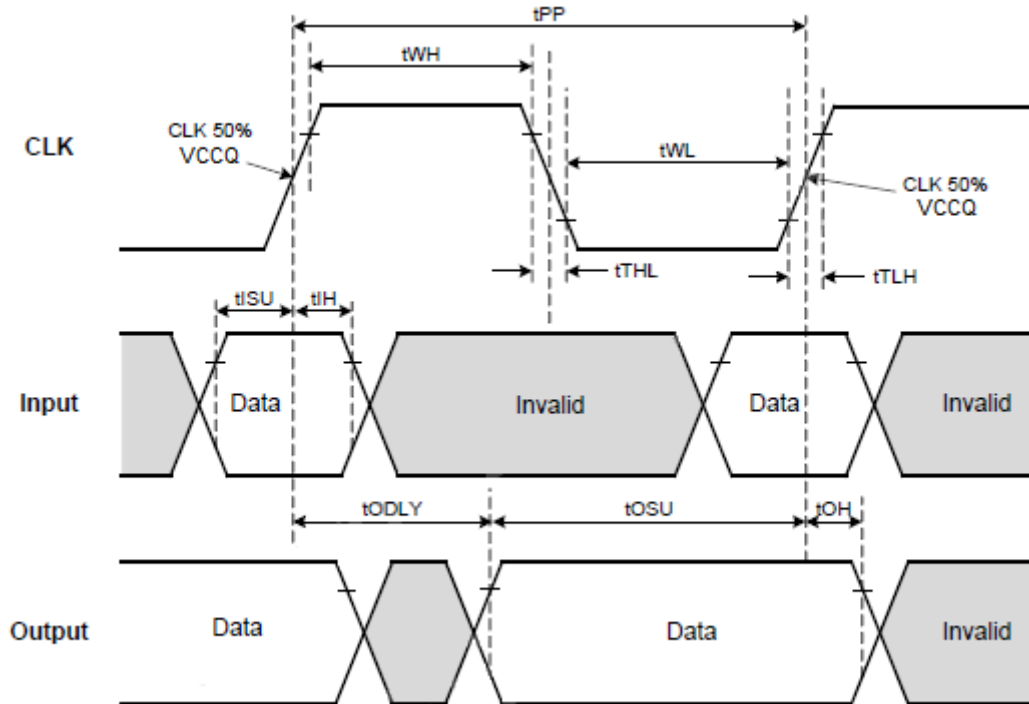 tPP
tWH
CLK
CLK 50%
VCCQ
tWL
CLK 50%
VCCQ
tTHL
tTLH
tISU
tIH
Input
Data
Invalid
Data
Invalid
tODLY
tOSU
tOH
Output
Data
Data
Invalid